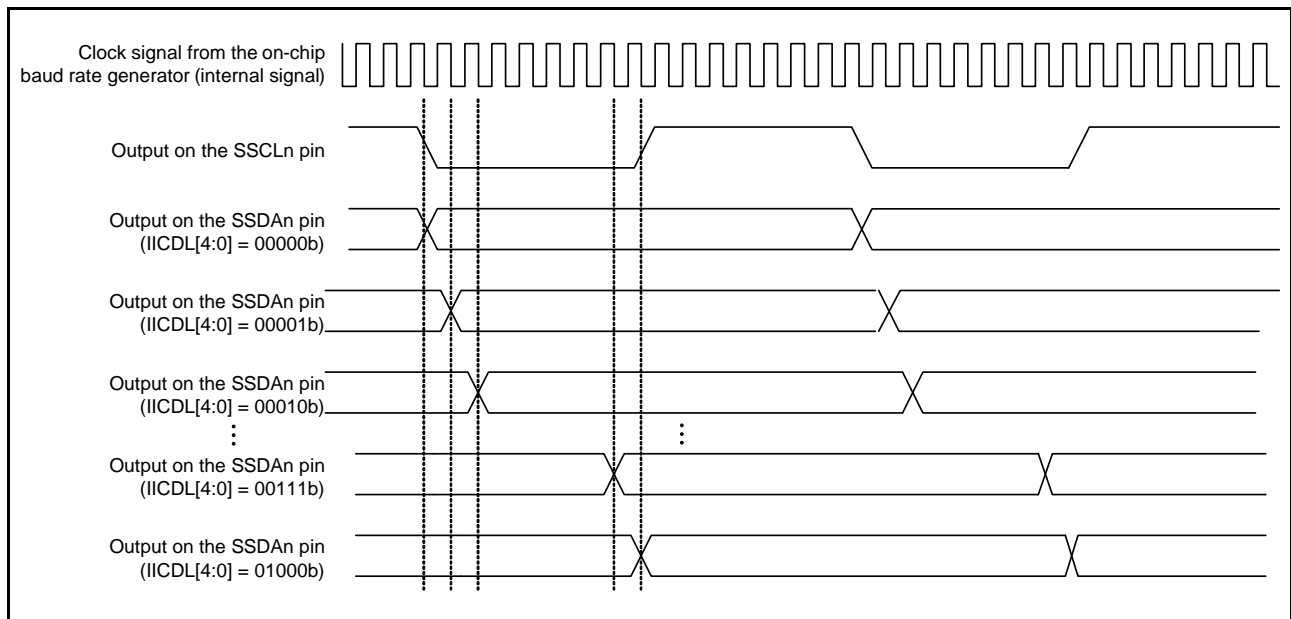 Clock signal from the on-chip
baud rate generator (internal signal)
Output on the SSCLn pin
Output on the SSDAn pin
(IICDL[4:0] = 00000b)
Output on the SSDAn pin
(IICDL[4:0] = 00001b)
Output on the SSDAn pin
(IICDL[4:0] = 00010b)
Output on the SSDAn pin
(IICDL[4:0] = 00111b)
Output on the SSDAn pin
(IICDL[4:0] = 01000b)